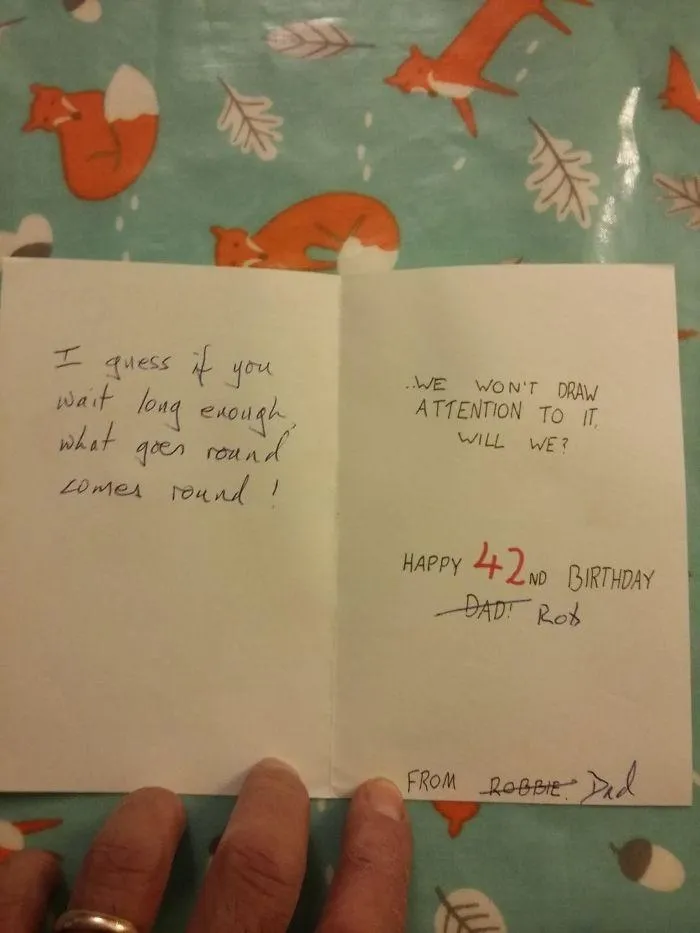 I guess if you
wait long enough,
what goes round
comes round !
..WE WON'T DRAW
ATTENTION TO IT,
WILL WE?
HAPPY 42ND BIRTHDAY
DAD! Rob
FROM ROBBIE. Dad